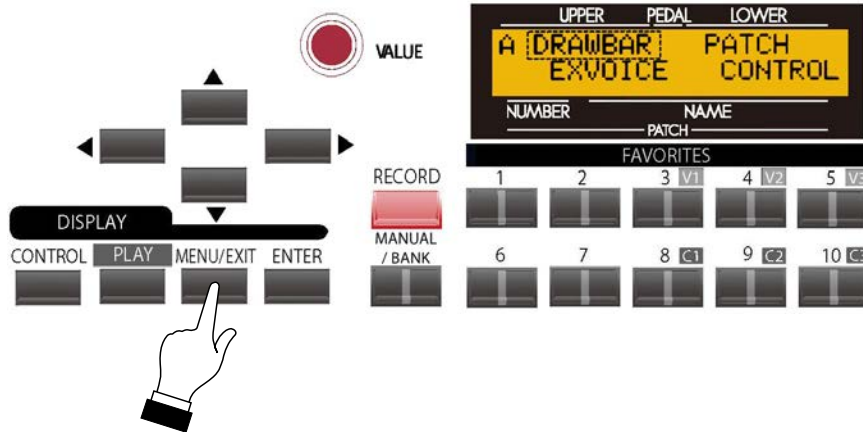 UPPER PEDAL LOWER
A DRAWBAR PATCH
EXVOICE CONTROL
NUMBER NAME
PATCH
VALUE
FAVORITES
RECORD
1 2 3 V1 4 V2 5 V3
DISPLAY
MANUAL
/ BANK
CONTROL PLAY MENU/EXIT ENTER
6 7 8 C1 9 C2 10 C3